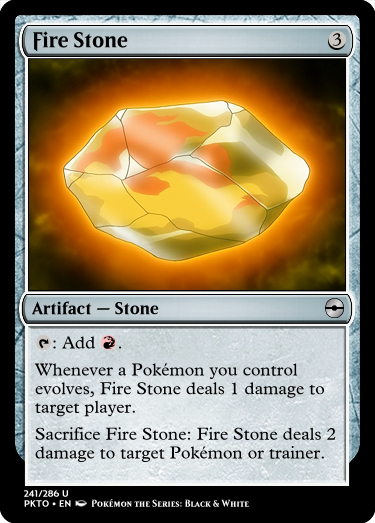 Fire Stone 3
Artifact — Stone
: Add .
Whenever a Pokémon you control
evolves, Fire Stone deals 1 damage to
target player.
Sacrifice Fire Stone: Fire Stone deals 2
damage to target Pokémon or trainer.
241/286 U
PKTO • EN Pokémon the Series: Black & White